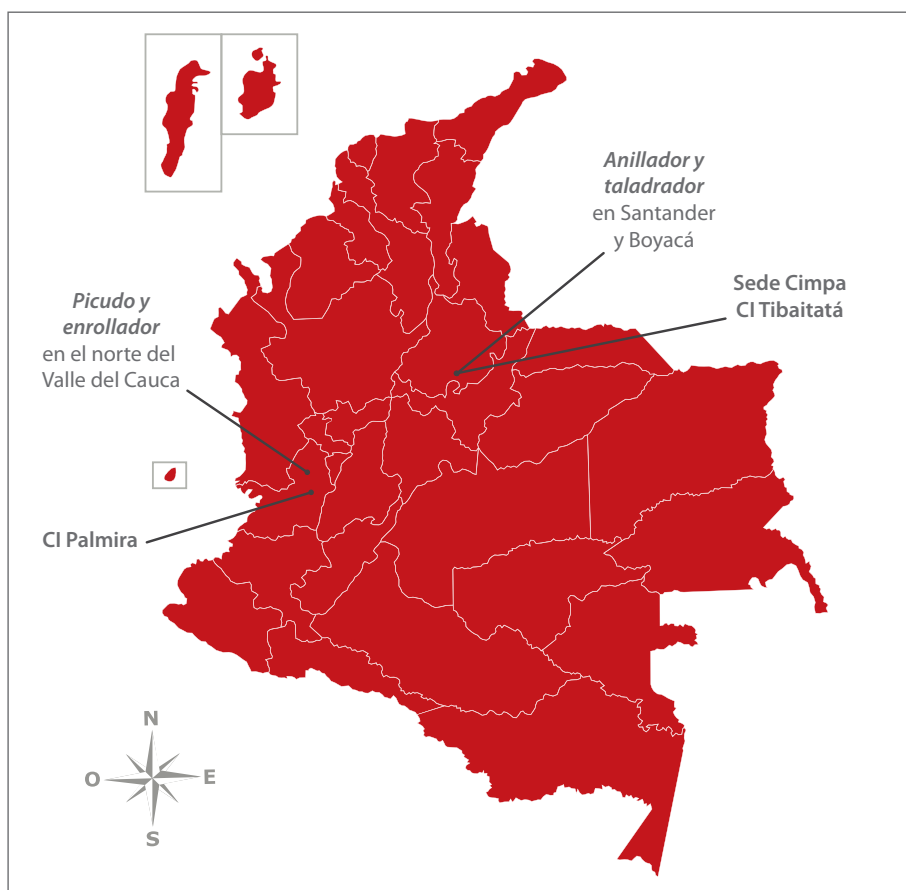 Anillador y
taladrador
en Santander
y Boyacá
Sede Cimpa
CI Tibaitatá
Picudo y
enrollador
en el norte del
Valle del Cauca
CI Palmira
N
O
E
S